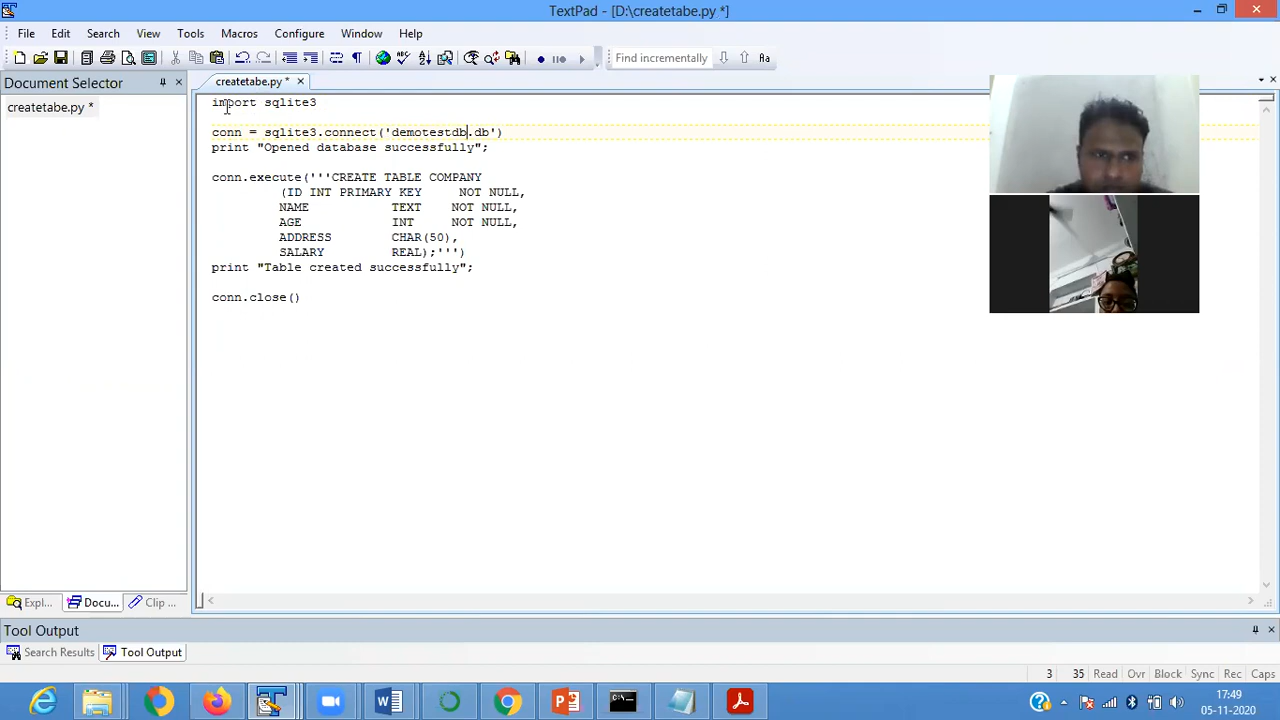 TextPad - [D:\createtabe.py *]
File Edit Search View Tools Macros Configure Window Help
Find incrementally
Document Selector
createtabe.py *
createtabe.py *
import sqlite3
conn = sqlite3.connect('demotestdb.db')
print "Opened database successfully";
conn.execute('''CREATE TABLE COMPANY
(ID INT PRIMARY KEY NOT NULL,
NAME TEXT NOT NULL,
AGE INT NOT NULL,
ADDRESS CHAR(50),
SALARY REAL);''')
print "Table created successfully";
conn.close()
Expl... Docu... Clip ...
Tool Output
Search Results Tool Output
3 35 Read Ovr Block Sync Rec Caps
17:49
05-11-2020